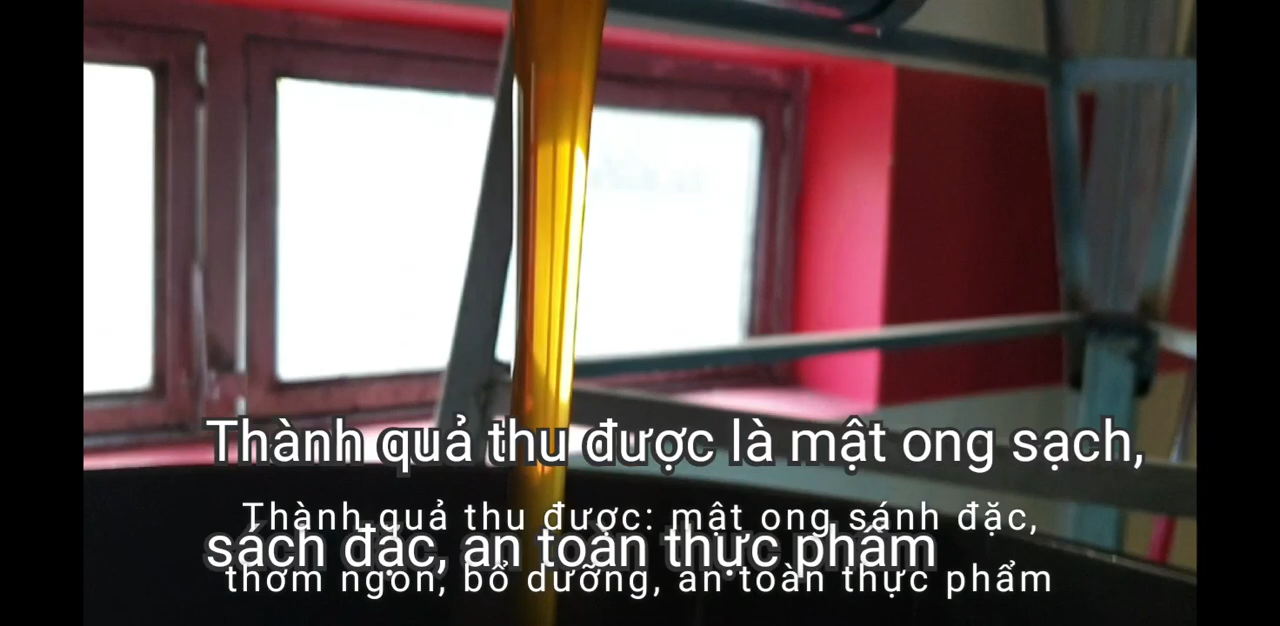 Thành quả thu được là mật ong sạch,
Thành quả thu được: mật ong sánh đặc,
sách đặc, an toàn thực phẩm
thơm ngon, bổ dưỡng, an toàn thực phẩm